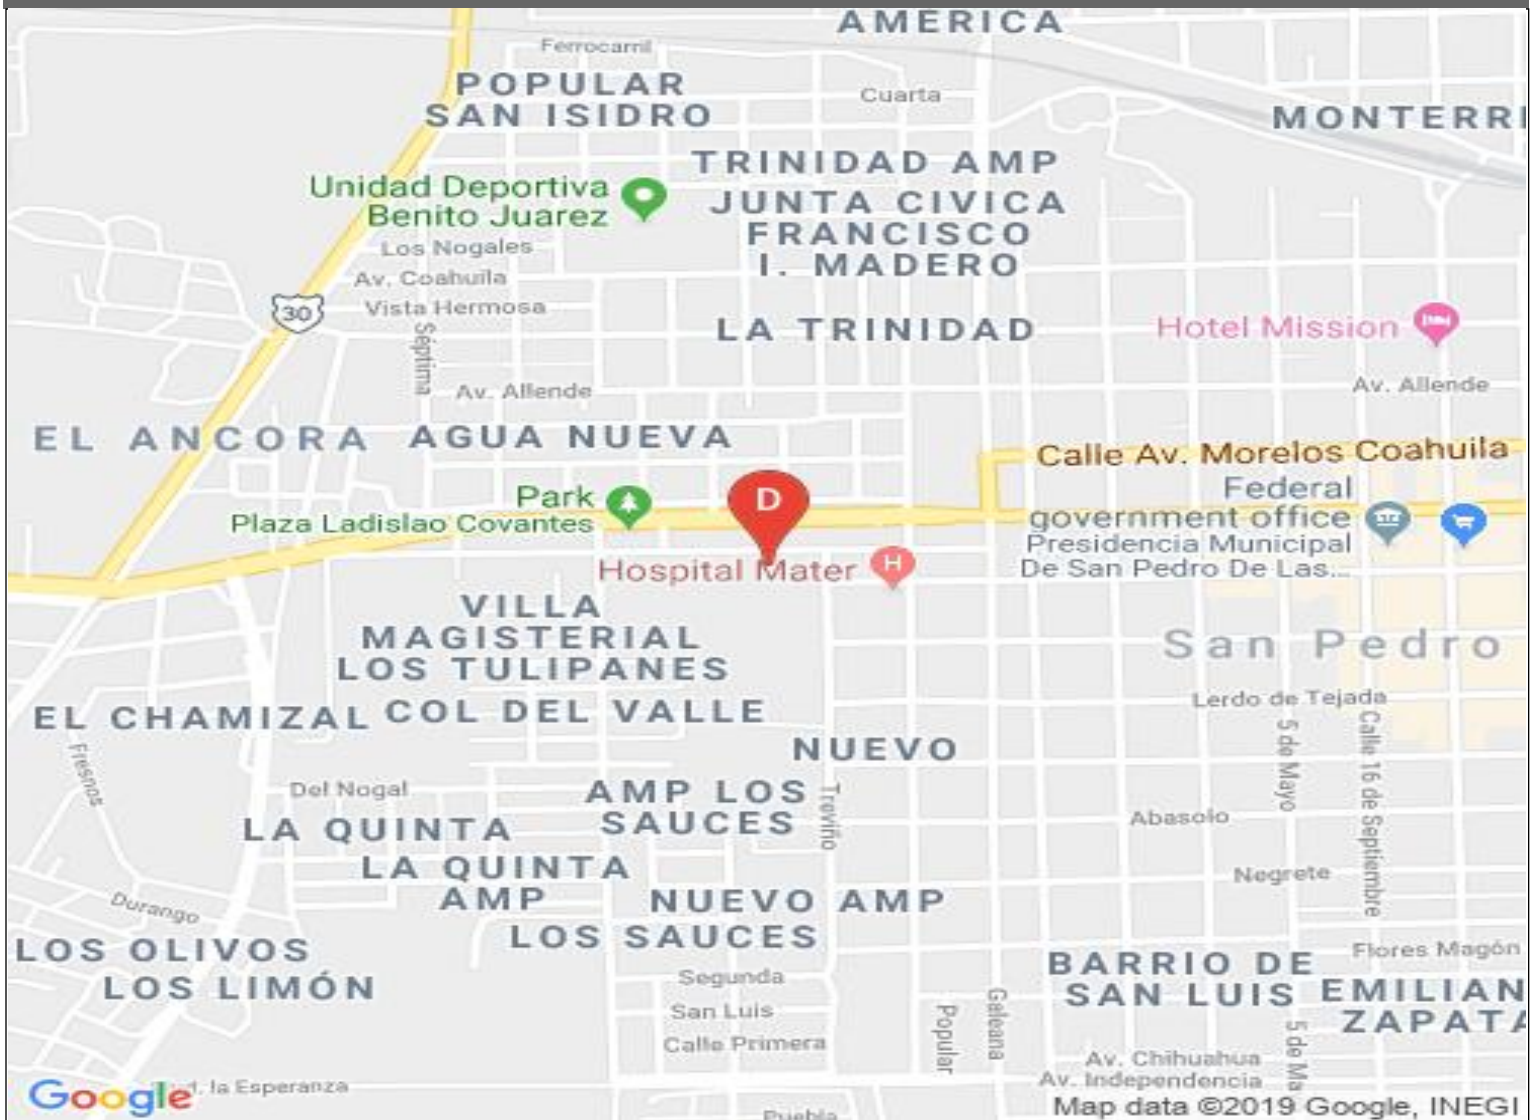 AMERICA
Ferrocarril
POPULAR
SAN ISIDRO
Cuarta
MONTERR
TRINIDAD AMP
Unidad Deportiva
Benito Juarez
JUNTA CIVICA
FRANCISCO
I. MADERO
Los Nogales
Av. Coahuila
Vista Hermosa
30
LA TRINIDAD
Hotel Mission
Séptima
Av. Allende
Av. Allende
EL ANCORA
AGUA NUEVA
Calle Av. Morelos Coahuila
Park
Plaza Ladislao Covantes
D
Federal
government office
Presidencia Municipal
De San Pedro De Las...
Hospital Mater
H
VILLA
MAGISTERIAL
LOS TULIPANES
San Pedro
EL CHAMIZAL
COL DEL VALLE
Lerdo de Tejada
NUEVO
Fresnos
5 de Mayo
Calle 16 de Septiembre
Del Nogal
AMP LOS
SAUCES
Treviño
LA QUINTA
Abasolo
LA QUINTA
AMP
Negrete
NUEVO AMP
Durango
LOS SAUCES
LOS OLIVOS
LOS LIMÓN
Flores Magón
BARRIO DE
SAN LUIS
EMILIAN
ZAPATA
Segunda
San Luis
Calle Primera
Popular
Galeana
5 de Ma
Av. Chihuahua
Av. Independencia
la Esperanza
Google
Puebla
Map data ©2019 Google, INEGI